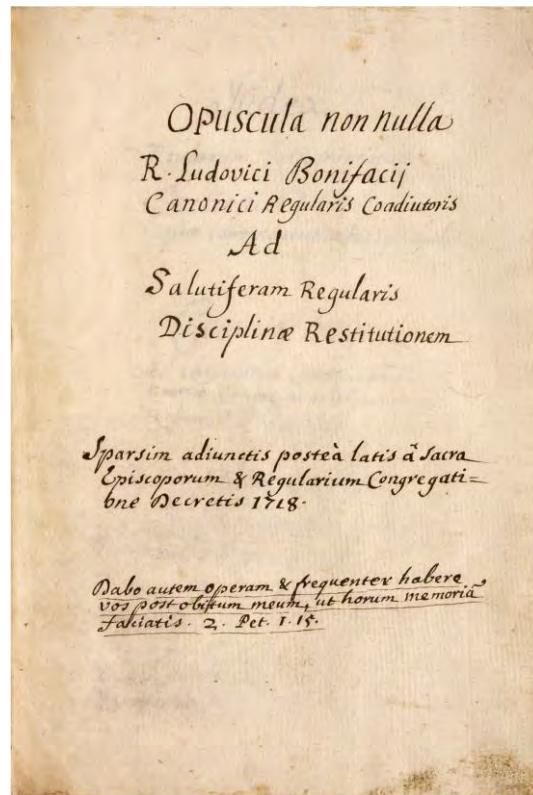 Opuscula non nulla
R. Ludovici Bonifacij
Canonici Regularis Coadiutoris
Ad
Salutiferam Regularis
Disciplinæ Restitutionem
Sparsim adiunctis posteà latis â Sacra
Episcoporum & Regularium Congregati=
one Decretis 1718.
Dabo autem operam & frequenter habere
vos post obitum meum, ut horum memoriã
faciatis. 2. Pet. 1. 15.